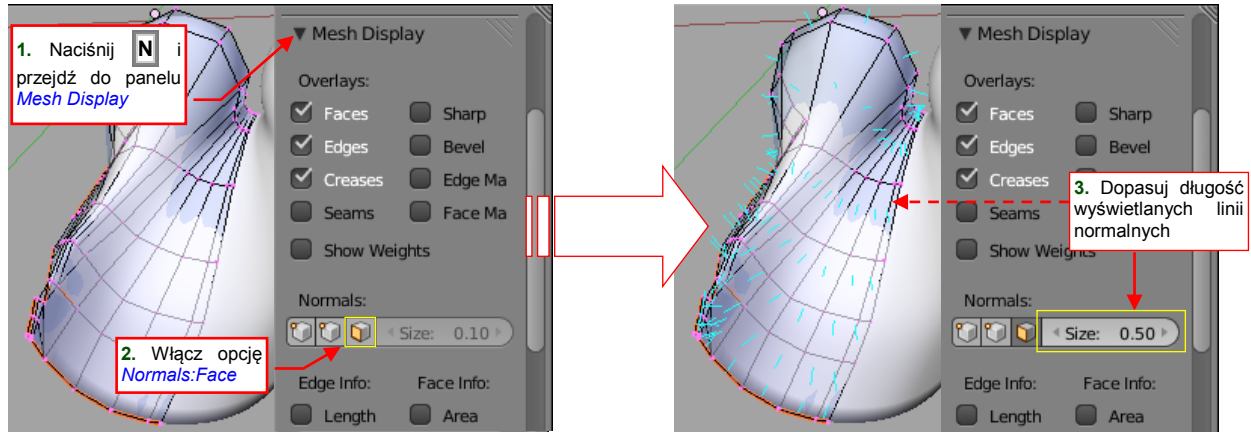 1. Naciśnij N i
przejdź do panelu
Mesh Display
Mesh Display
Overlays:
Faces Sharp
Edges Bevel
Creases Edge Ma
Seams Face Ma
Show Weights
Normals:
Size: 0.10
2. Włącz opcję
Normals:Face
Edge Info: Face Info:
Length Area
Mesh Display
Overlays:
Faces Sharp
Edges Bevel
Creases
Seams
Show
3. Dopasuj długość
wyświetlanych linii
normalnych
Normals:
Size: 0.50
Edge Info: Face Info:
Length Area